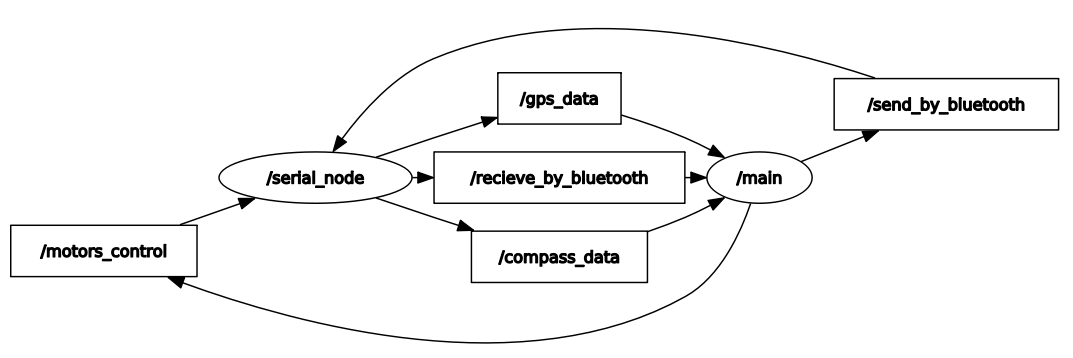 /gps_data
/send_by_bluetooth
/serial_node
/recieve_by_bluetooth
/main
/motors_control
/compass_data